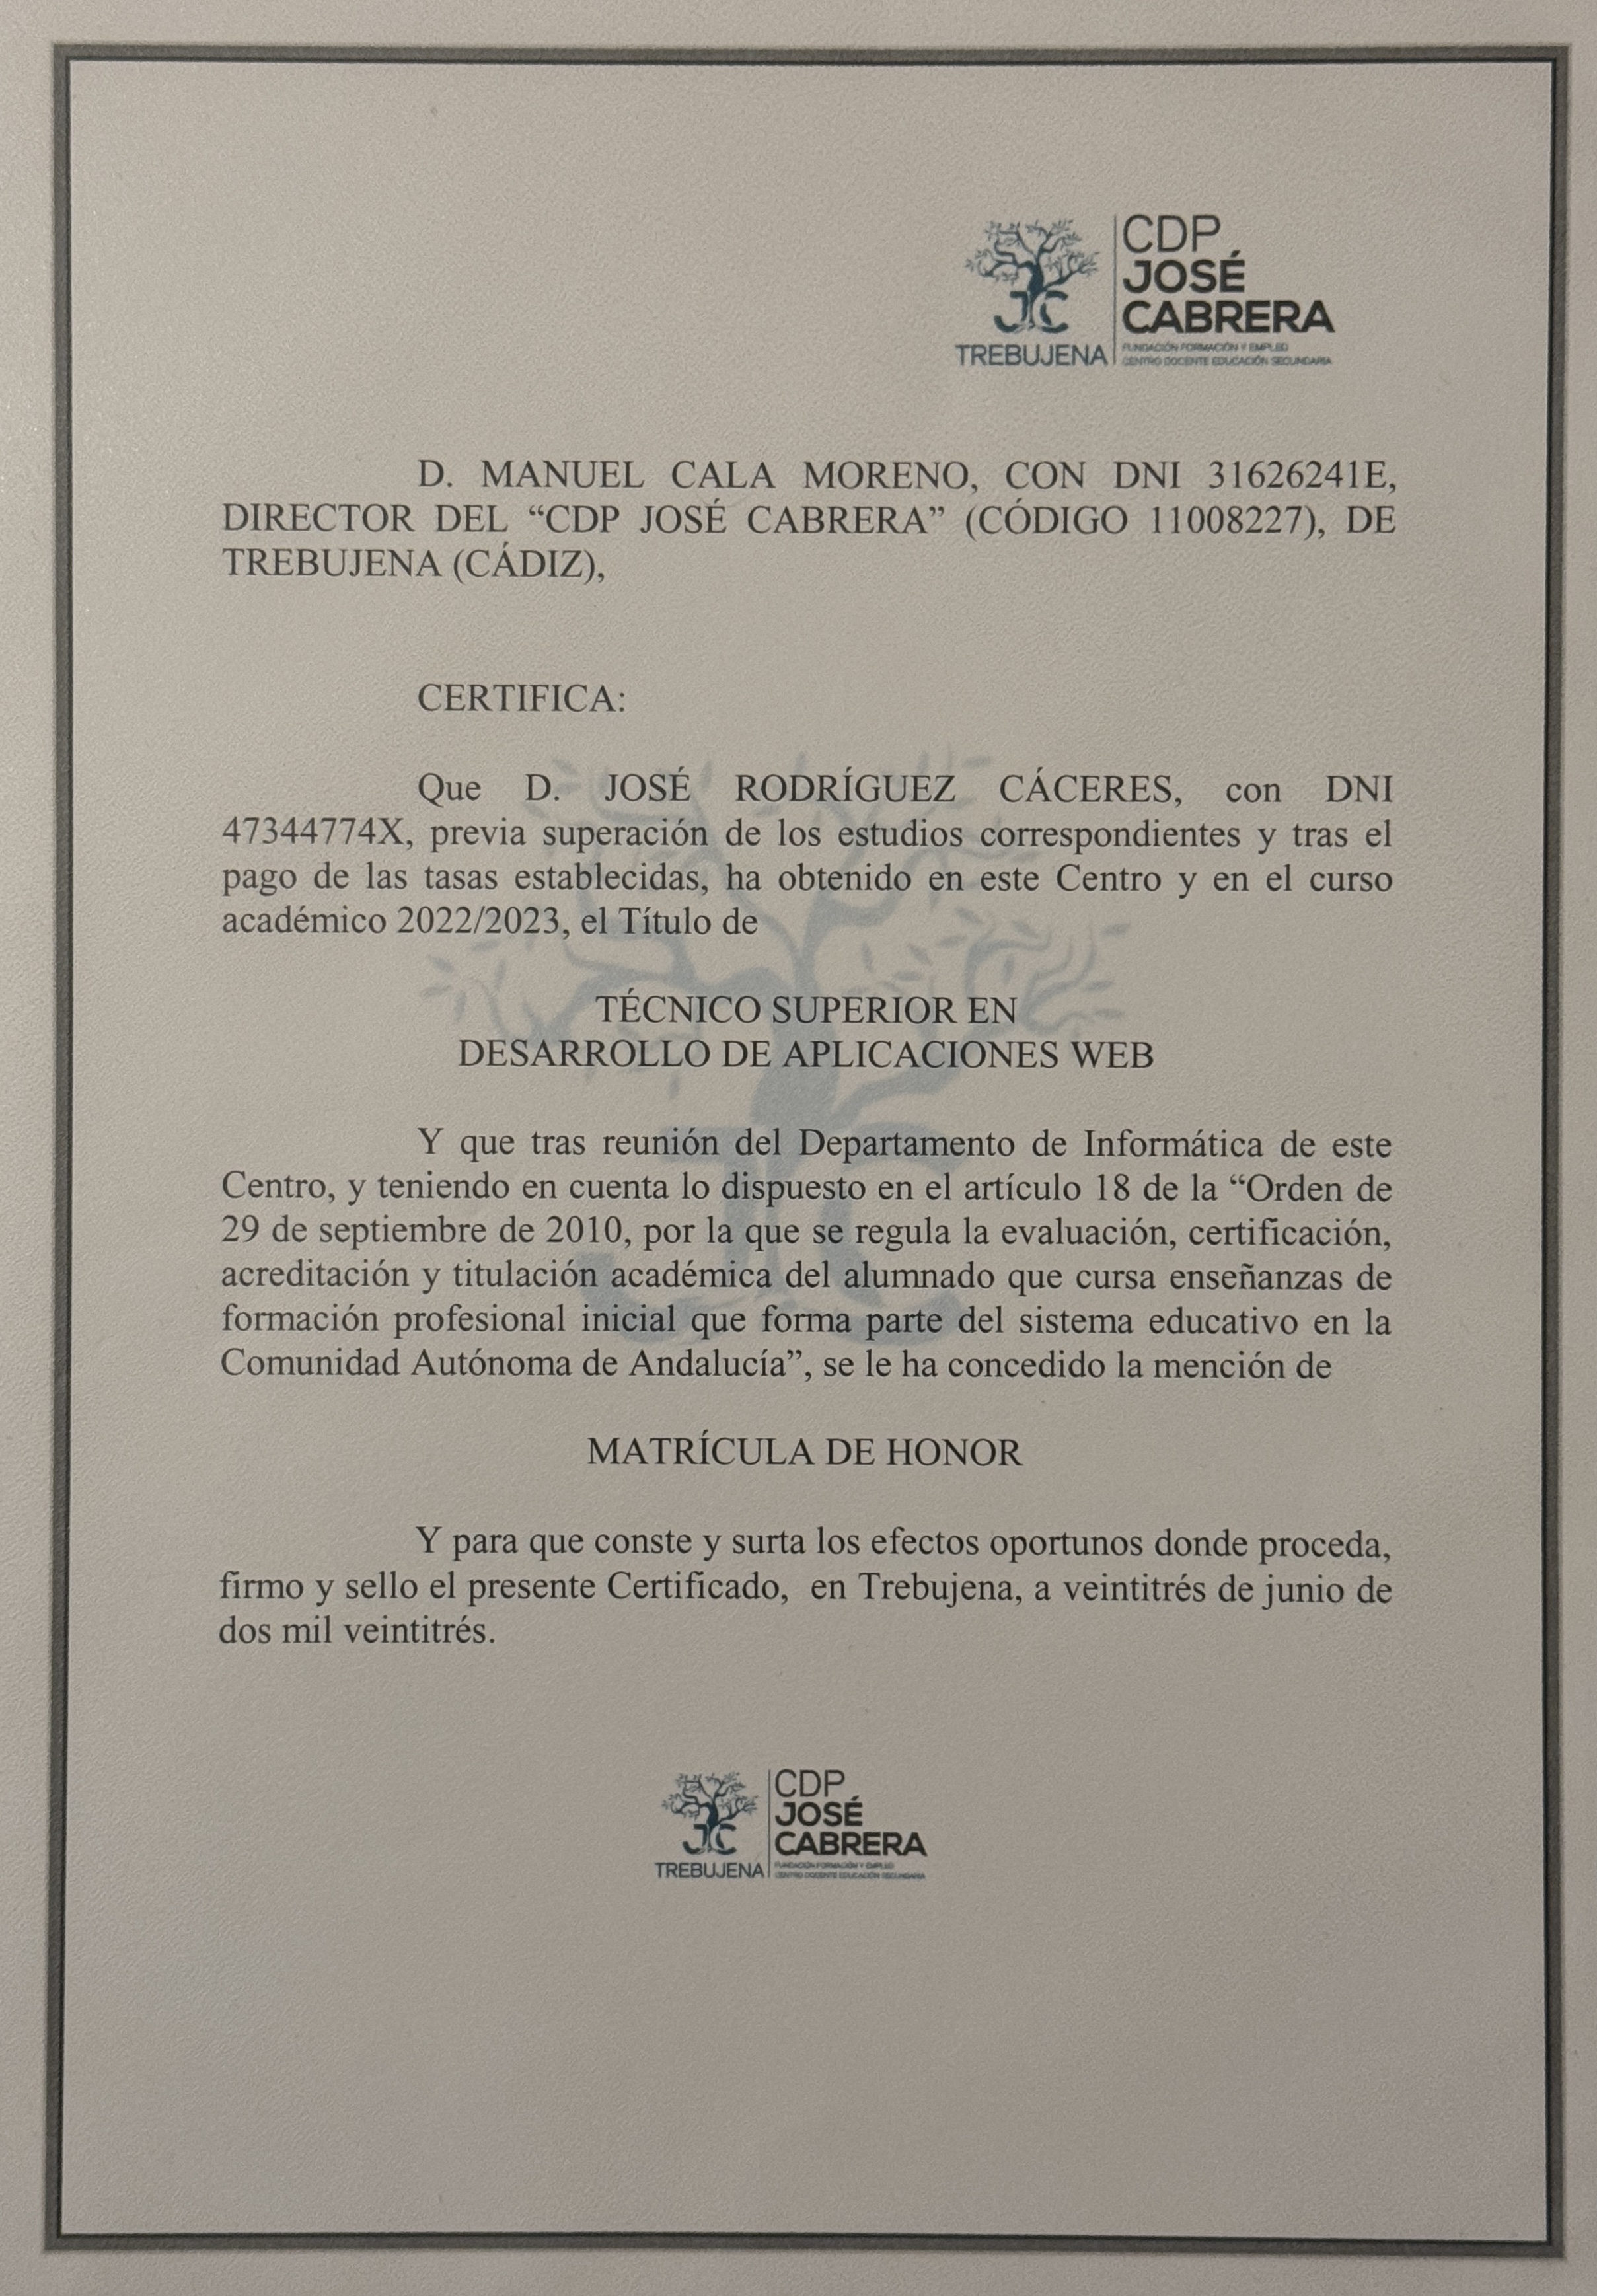 CDP
JOSÉ
CABRERA
JC
TREBUJENA
FUNDACIÓN FORMACIÓN Y EMPLEO
CENTRO DOCENTE EDUCACIÓN SECUNDARIA
D. MANUEL CALA MORENO, CON DNI 31626241E,
DIRECTOR DEL “CDP JOSÉ CABRERA” (CÓDIGO 11008227), DE
TREBUJENA (CÁDIZ),
CERTIFICA:
Que D. JOSÉ RODRÍGUEZ CÁCERES, con DNI
47344774X, previa superación de los estudios correspondientes y tras el
pago de las tasas establecidas, ha obtenido en este Centro y en el curso
académico 2022/2023, el Título de
TÉCNICO SUPERIOR EN
DESARROLLO DE APLICACIONES WEB
Y que tras reunión del Departamento de Informática de este
Centro, y teniendo en cuenta lo dispuesto en el artículo 18 de la “Orden de
29 de septiembre de 2010, por la que se regula la evaluación, certificación,
acreditación y titulación académica del alumnado que cursa enseñanzas de
formación profesional inicial que forma parte del sistema educativo en la
Comunidad Autónoma de Andalucía”, se le ha concedido la mención de
MATRÍCULA DE HONOR
Y para que conste y surta los efectos oportunos donde proceda,
firmo y sello el presente Certificado, en Trebujena, a veintitrés de junio de
dos mil veintitrés.
CDP
JOSÉ
CABRERA
JC
TREBUJENA
FUNDACIÓN FORMACIÓN Y EMPLEO
CENTRO DOCENTE EDUCACIÓN SECUNDARIA